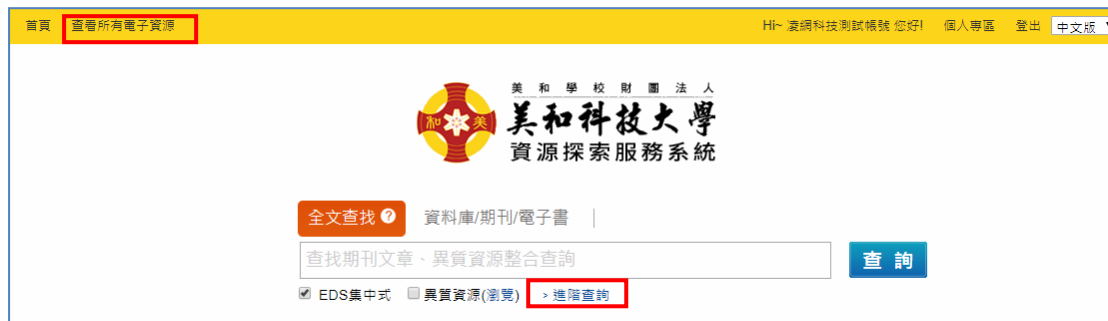 首頁 查看所有電子資源 Hi~ 凌網科技測試帳號 您好! 個人專區 登出 中文版
美和學校財團法人
和 美 美和科技大學
資源探索服務系統
全文查找 ? 資料庫/期刊/電子書 |
查找期刊文章、異質資源整合查詢 查 詢
EDS集中式 異質資源(瀏覽) > 進階查詢